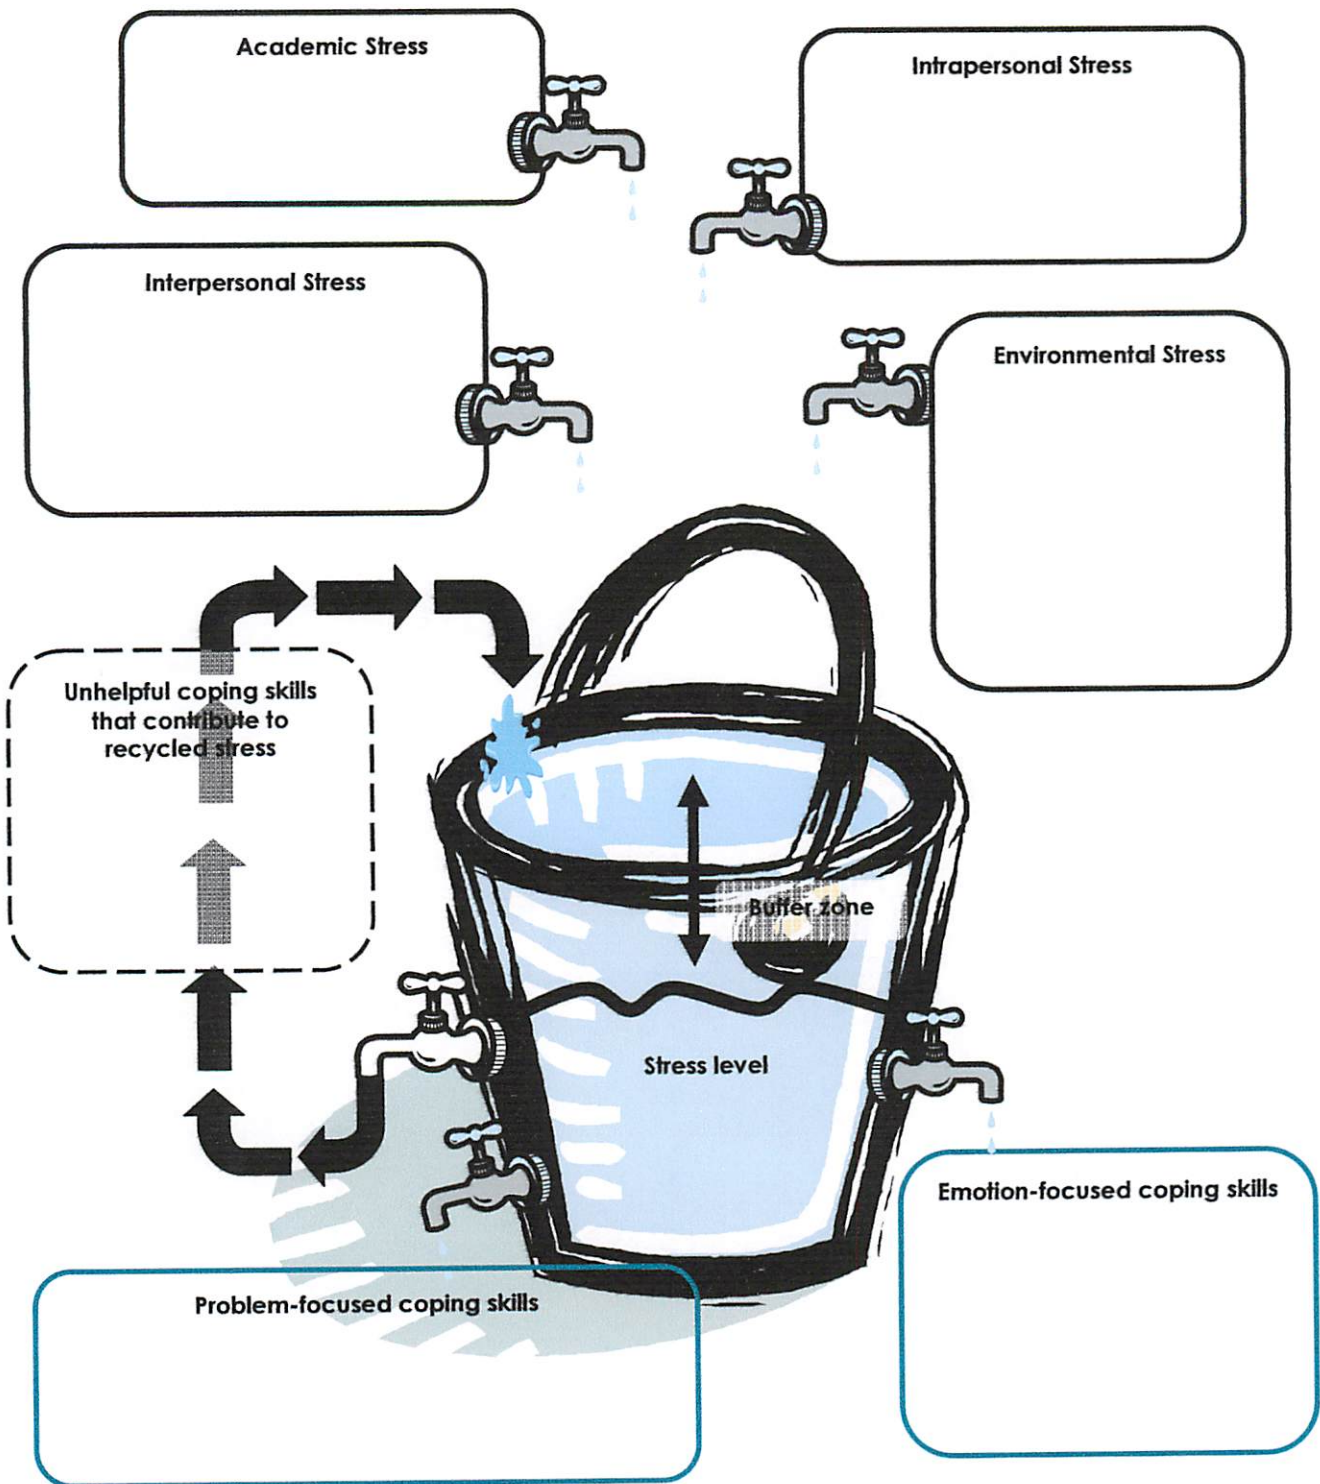 Academic Stress
Intrapersonal Stress
Interpersonal Stress
Environmental Stress
Unhelpful coping skills
that contribute to
recycled stress
Buffer zone
Stress level
Emotion-focused coping skills
Problem-focused coping skills